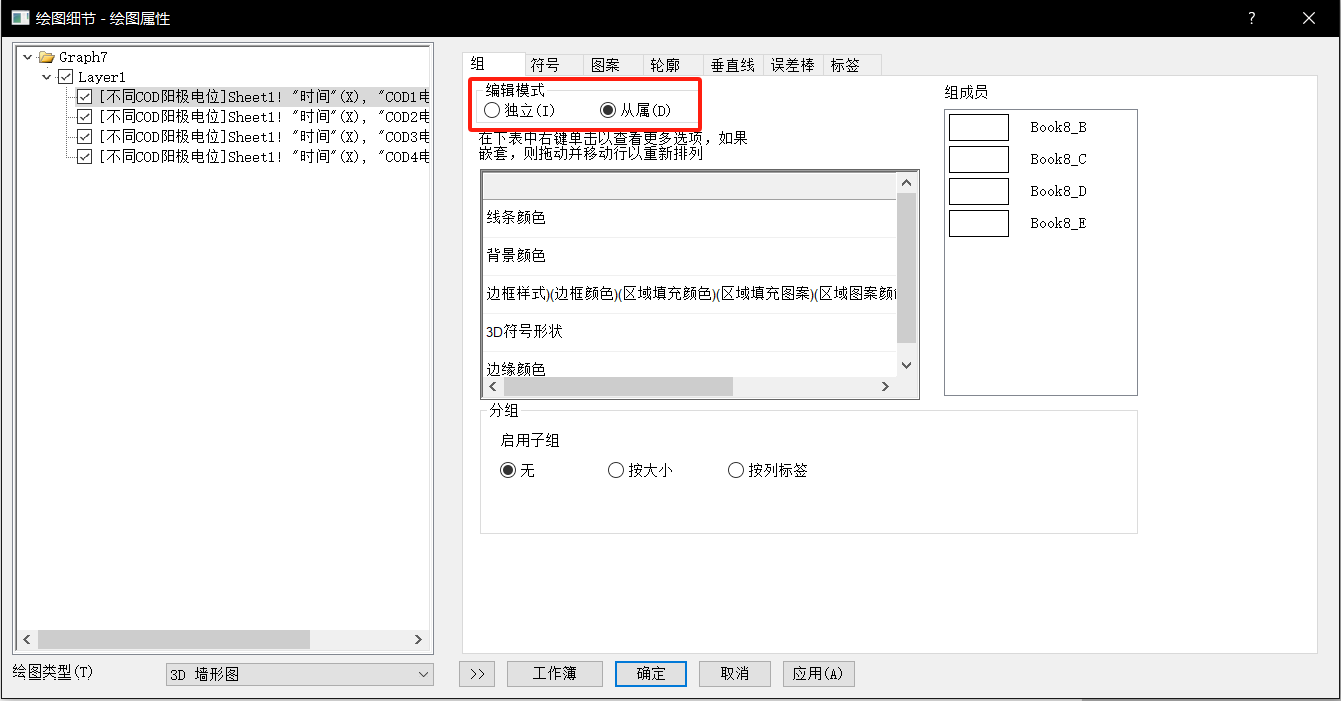 绘图细节 - 绘图属性
?
Graph7
Layer1
[不同COD阳极电位]Sheet1! "时间"(X), "COD1电
[不同COD阳极电位]Sheet1! "时间"(X), "COD2电
[不同COD阳极电位]Sheet1! "时间"(X), "COD3电
[不同COD阳极电位]Sheet1! "时间"(X), "COD4电
组 符号 图案 轮廓 垂直线 误差棒 标签
编辑模式
独立(I) 从属(D)
在下表中右键单击以查看更多选项，如果
嵌套，则拖动并移动行以重新排列
线条颜色
背景颜色
边框样式)(边框颜色)(区域填充颜色)(区域填充图案)(区域图案颜
3D符号形状
边缘颜色
组成员
Book8_B
Book8_C
Book8_D
Book8_E
分组
启用子组
无 按大小 按列标签
绘图类型(T) 3D 墙形图
>> 工作簿 确定 取消 应用(A)